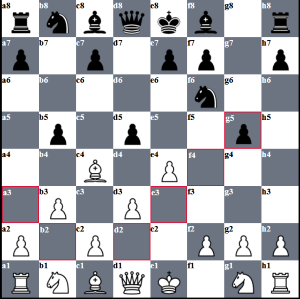 a8 b8 c8 d8 e8 f8 g8 h8
a7 b7 c7 d7 e7 f7 g7 h7
a6 b6 c6 d6 e6 f6 g6 h6
a5 b5 c5 d5 e5 f5 g5 h5
a4 b4 c4 d4 e4 f4 g4 h4
a3 b3 c3 d3 e3 f3 g3 h3
a2 b2 c2 d2 e2 f2 g2 h2
a1 b1 c1 d1 e1 f1 g1 h1